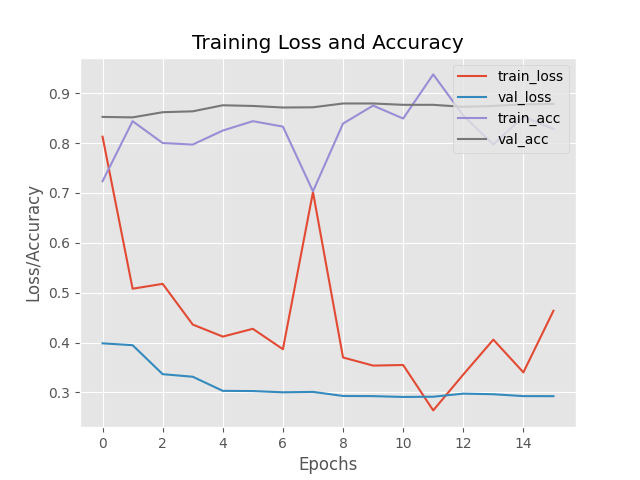 Training Loss and Accuracy
train_loss
val_loss
train_acc
val_acc
Loss/Accuracy
0.9
0.8
0.7
0.6
0.5
0.4
0.3
0 2 4 6 8 10 12 14
Epochs